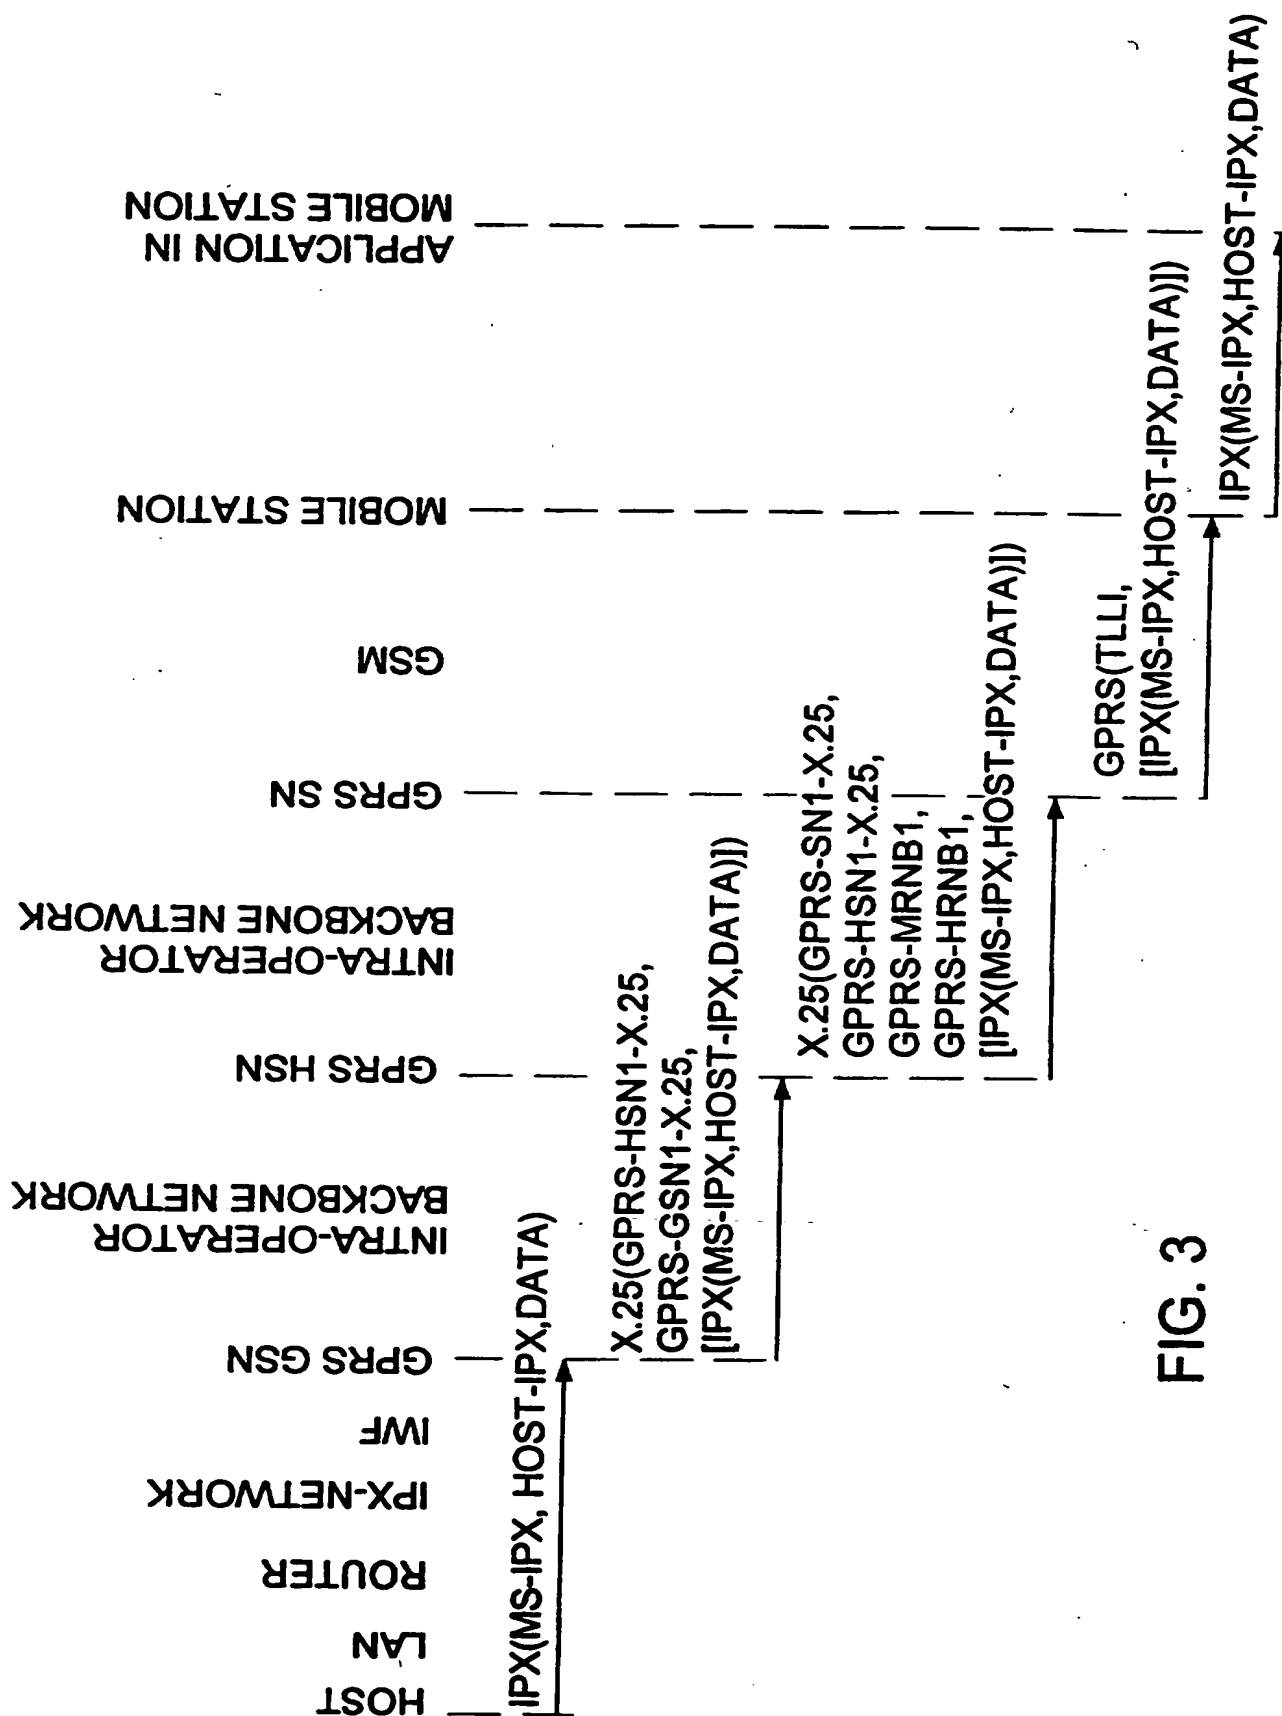 HOST
LAN
ROUTER
IPX-NETWORK
IWF
GPRS GSN
INTRA-OPERATOR
BACKBONE NETWORK
GPRS HSN
INTRA-OPERATOR
BACKBONE NETWORK
GPRS SN
GSM
MOBILE STATION
APPLICATION IN
MOBILE STATION
IPX(MS-IPX, HOST-IPX,DATA)
X.25(GPRS-HSN1-X.25,
GPRS-GSN1-X.25,
[IPX(MS-IPX,HOST-IPX,DATA)])
X.25(GPRS-SN1-X.25,
GPRS-HSN1-X.25,
GPRS-MRNB1,
GPRS-HRNB1,
[IPX(MS-IPX,HOST-IPX,DATA)])
GPRS(TLLI,
[IPX(MS-IPX,HOST-IPX,DATA)])
IPX(MS-IPX,HOST-IPX,DATA)
FIG. 3